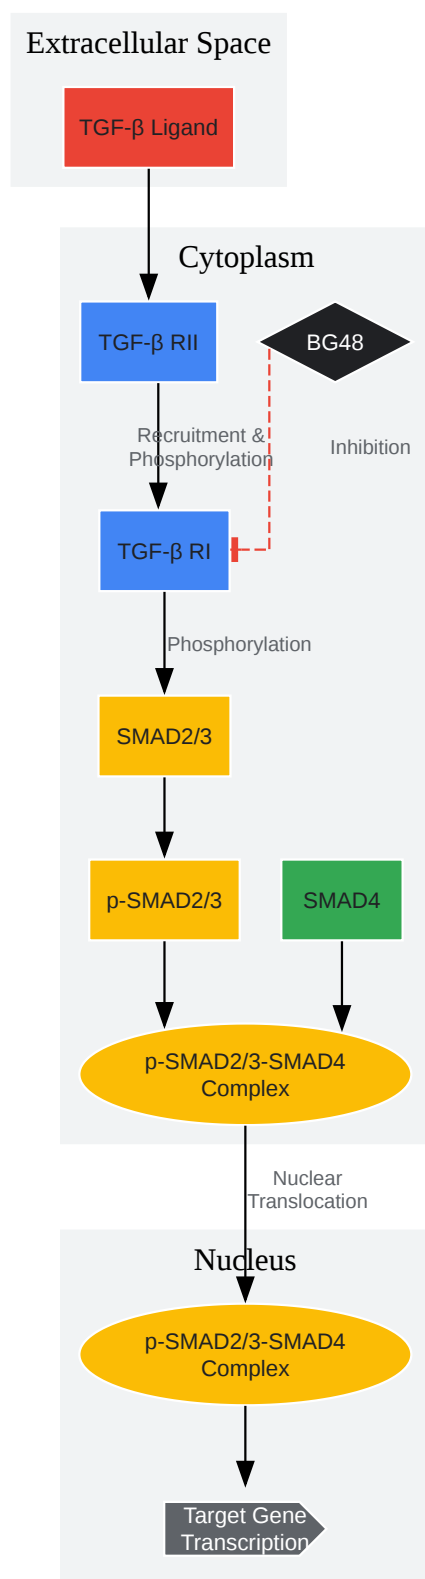 Extracellular Space
TGF-β Ligand
Cytoplasm
TGF-β RII
BG48
Recruitment &
Phosphorylation
Inhibition
TGF-β RI
Phosphorylation
SMAD2/3
p-SMAD2/3
SMAD4
p-SMAD2/3-SMAD4
Complex
Nuclear
Translocation
Nucleus
p-SMAD2/3-SMAD4
Complex
Target Gene
Transcription